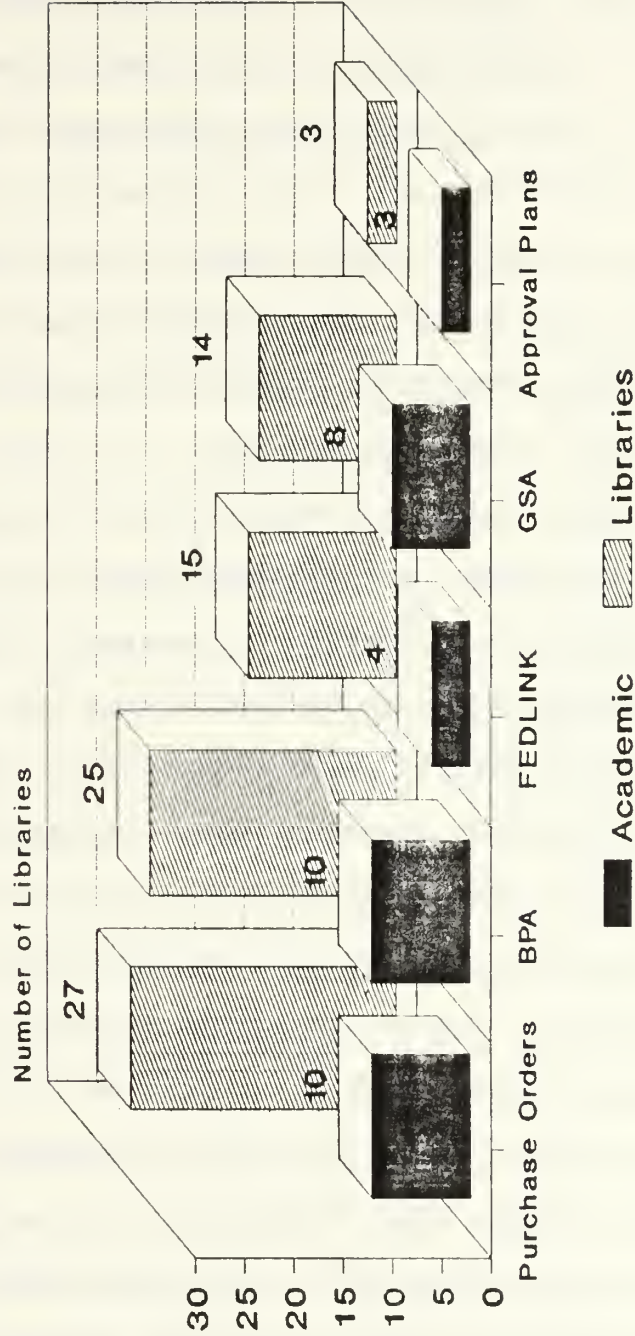 Number of Libraries
27
25
15
14
3
10
10
4
8
3
30
25
20
15
10
5
0
Purchase Orders
BPA
FEDLINK
GSA
Approval Plans
Academic
Libraries